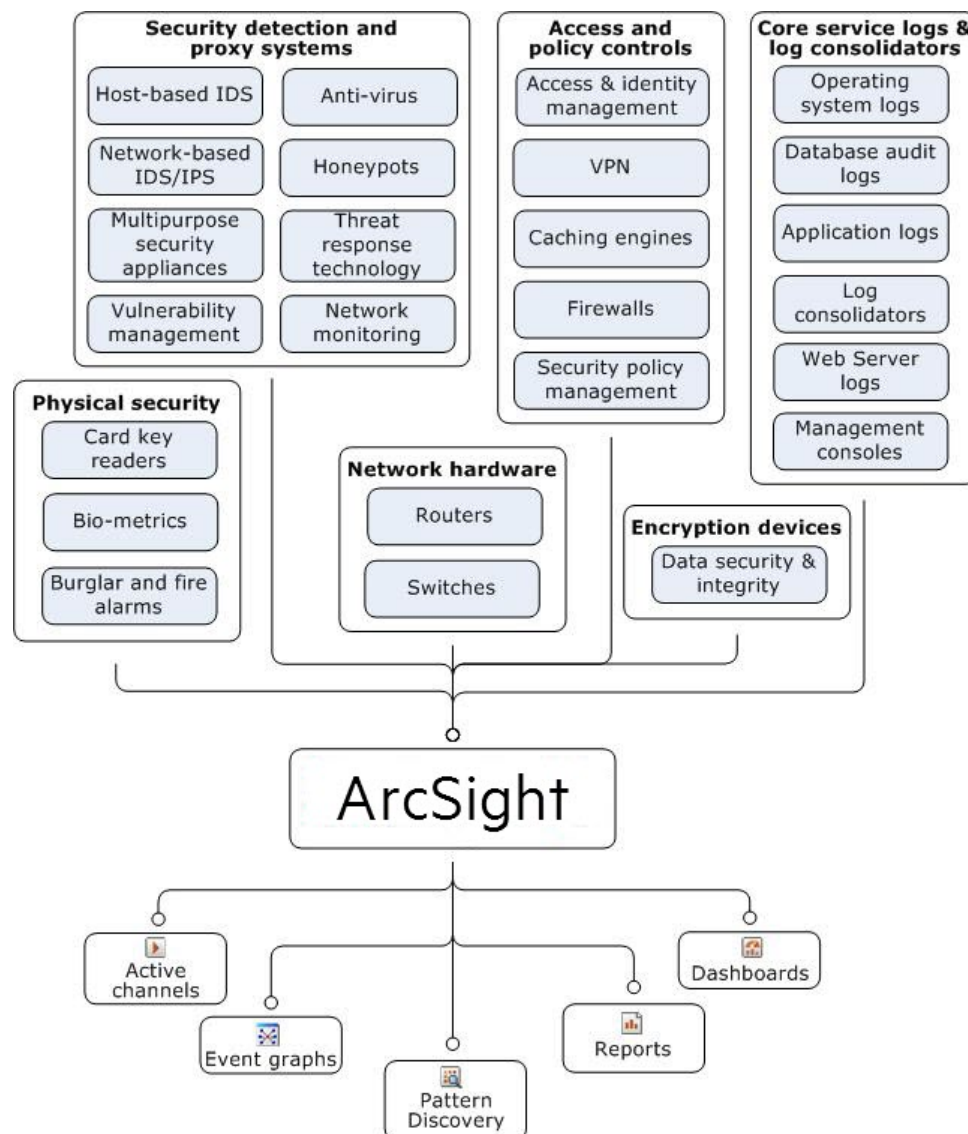 Security detection and
proxy systems
Host-based IDS
Anti-virus
Network-based
IDS/IPS
Honeypots
Multipurpose
security
appliances
Threat
response
technology
Vulnerability
management
Network
monitoring
Access and
policy controls
Access & identity
management
VPN
Caching engines
Firewalls
Security policy
management
Core service logs &
log consolidators
Operating
system logs
Database audit
logs
Application logs
Log
consolidators
Web Server
logs
Management
consoles
Physical security
Card key
readers
Bio-metrics
Burglar and fire
alarms
Network hardware
Routers
Switches
Encryption devices
Data security &
integrity
ArcSight
Active
channels
Event graphs
Pattern
Discovery
Reports
Dashboards